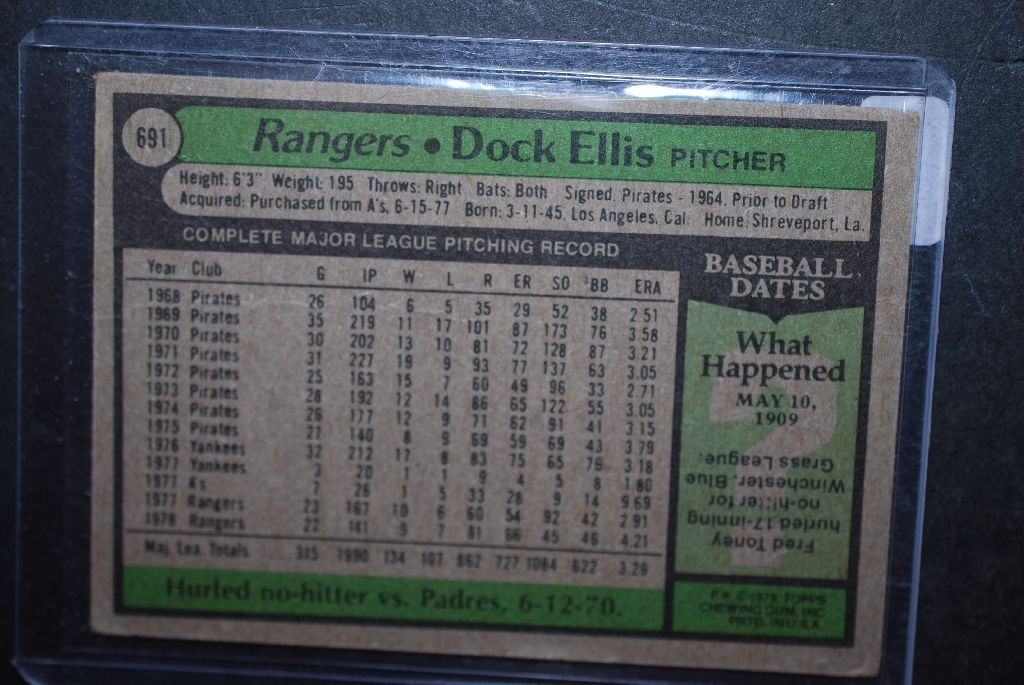 691
Rangers • Dock Ellis PITCHER
Height: 6'3" Weight: 195 Throws: Right Bats: Both Signed: Pirates - 1964, Prior to Draft
Acquired: Purchased from A's, 6-15-77 Born: 3-11-45, Los Angeles, Cal. Home: Shreveport, La.
COMPLETE MAJOR LEAGUE PITCHING RECORD
Year Club G IP W L R ER SO *BB ERA
1968 Pirates 26 104 6 5 35 29 52 38 2.51
1969 Pirates 35 219 11 17 101 87 173 76 3.58
1970 Pirates 30 202 13 10 81 72 128 87 3.21
1971 Pirates 31 227 19 9 93 77 137 63 3.05
1972 Pirates 25 163 15 7 60 49 96 33 2.71
1973 Pirates 28 192 12 14 86 65 122 55 3.05
1974 Pirates 26 177 12 9 71 62 91 41 3.15
1975 Pirates 27 140 8 9 69 59 69 43 3.79
1976 Yankees 32 212 17 8 83 75 65 76 3.18
1977 Yankees 3 20 1 1 9 4 5 8 1.80
1977 A's 7 26 1 5 33 28 9 14 9.69
1977 Rangers 23 167 10 6 60 54 92 42 2.91
1978 Rangers 27 141 9 7 81 66 45 46 4.21
Maj. Lea. Totals 315 1990 134 107 862 727 1084 622 3.29
Hurled no-hitter vs. Padres, 6-12-70.
BASEBALL
DATES
What
Happened
MAY 10,
1909
?
Fred Toney
hurled 17-inning
no-hitter for
Winchester, Blue
Grass League.
© 1979 TOPPS
CHEWING GUM, INC.
PRTD. IN U.S.A.